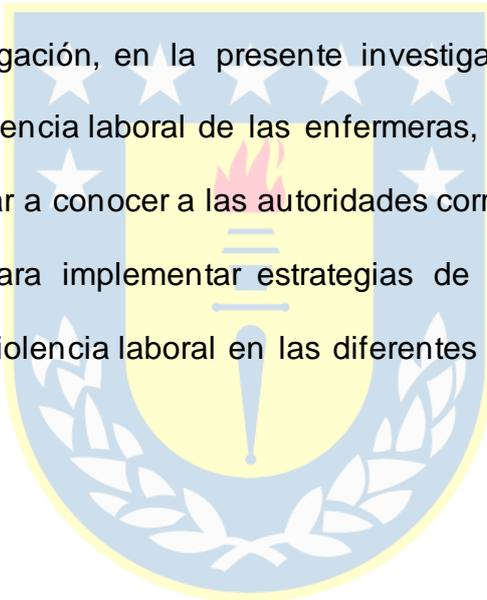 gación, en la presente investiga
encia laboral de las enfermeras,
ar a conocer a las autoridades corr
ara implementar estrategias de
iolencia laboral en las diferentes